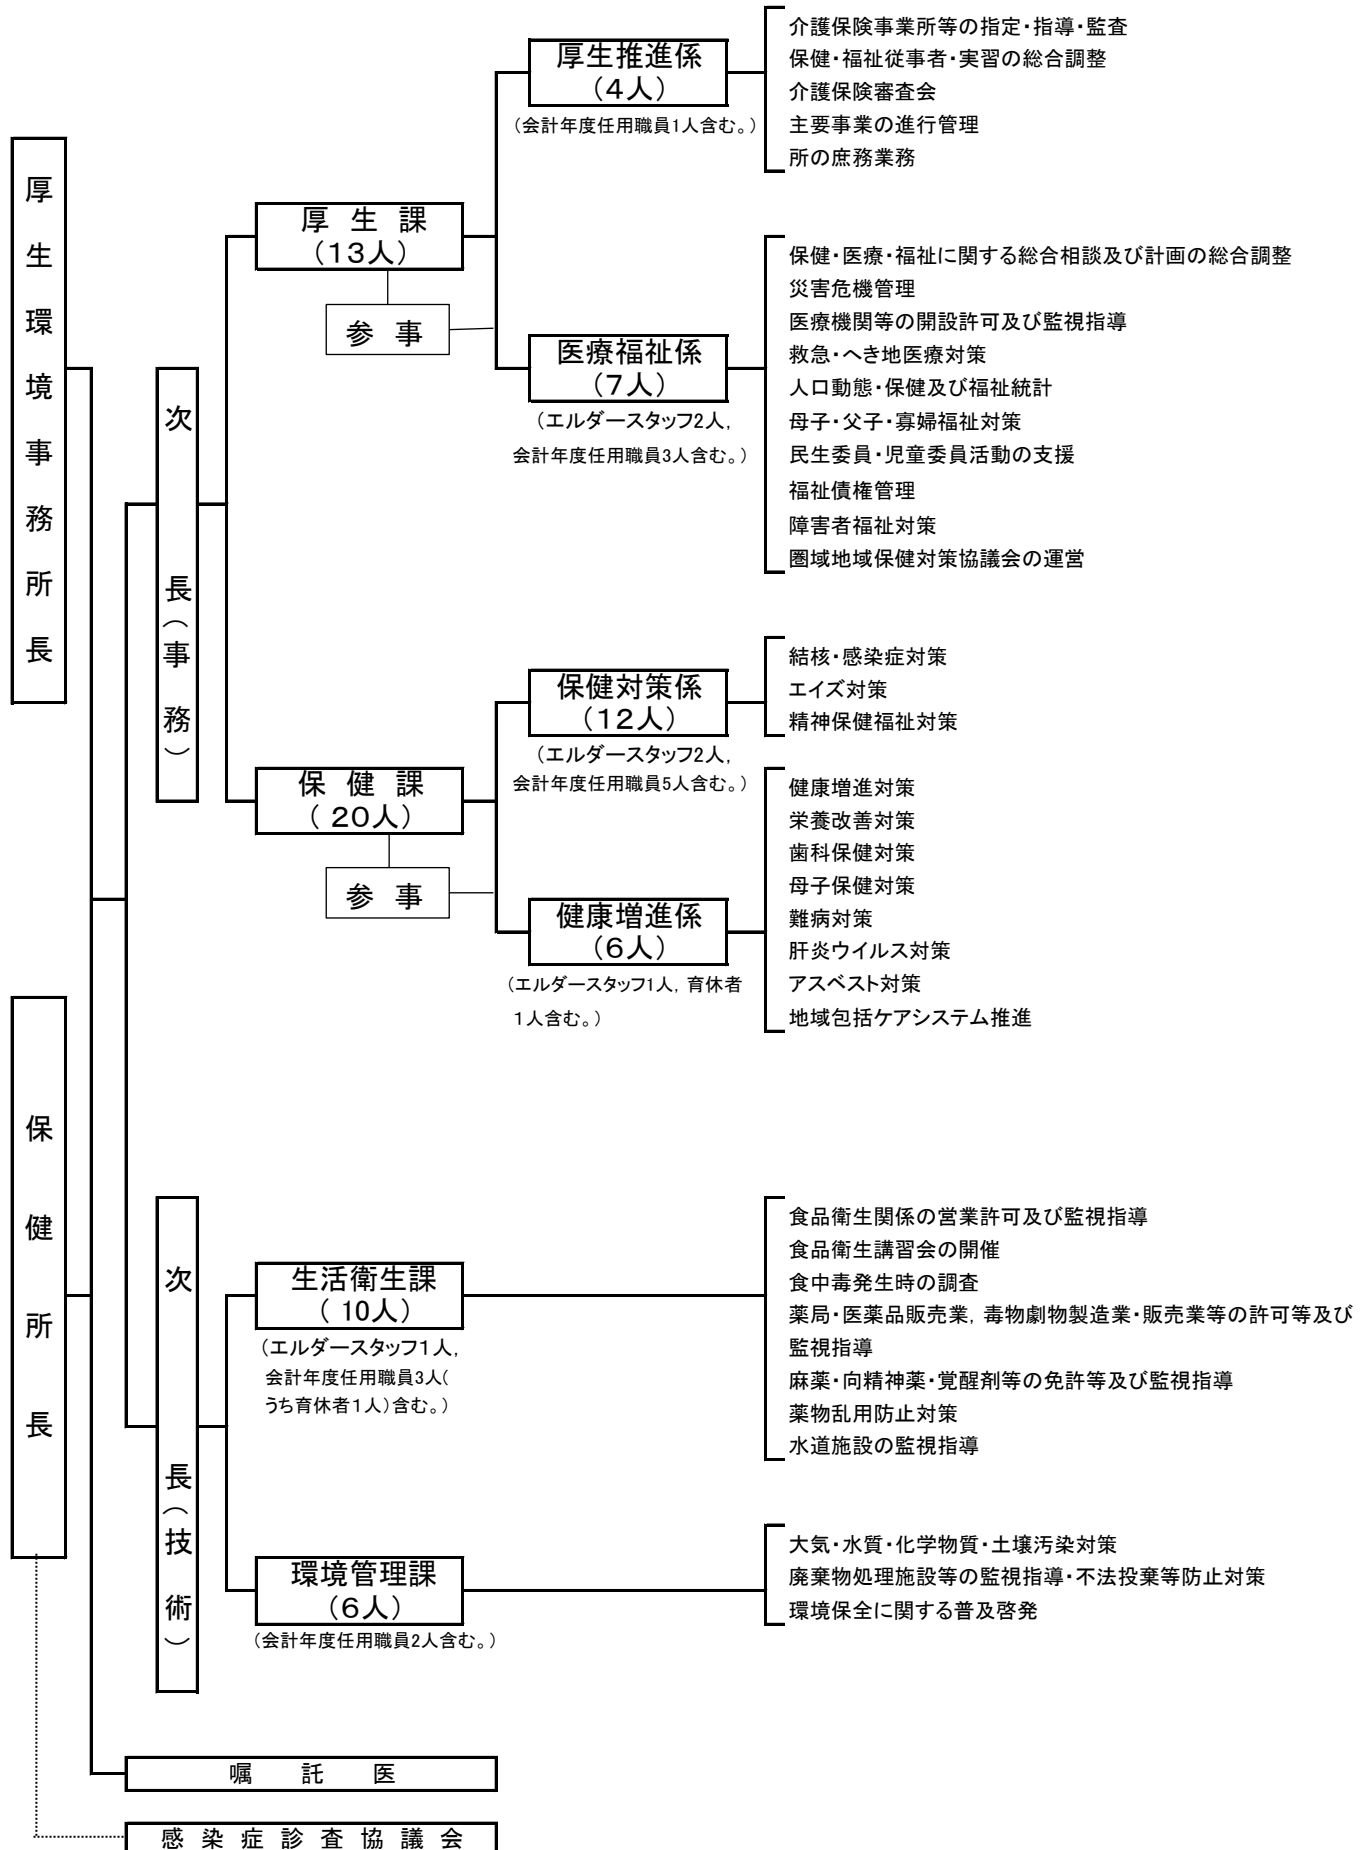 厚生環境事務所長
保健所長
次長（事務）
次長（技術）
厚生課
（13人）
参事
厚生推進係
（4人）
（会計年度任用職員1人含む。）
介護保険事業所等の指定・指導・監査
保健・福祉従事者・実習の総合調整
介護保険審査会
主要事業の進行管理
所の庶務業務
医療福祉係
（7人）
（エルダースタッフ2人,
会計年度任用職員3人含む。）
保健・医療・福祉に関する総合相談及び計画の総合調整
災害危機管理
医療機関等の開設許可及び監視指導
救急・へき地医療対策
人口動態・保健及び福祉統計
母子・父子・寡婦福祉対策
民生委員・児童委員活動の支援
福祉債権管理
障害者福祉対策
圏域地域保健対策協議会の運営
保健課
（ 20人）
参事
保健対策係
（12人）
（エルダースタッフ2人,
会計年度任用職員5人含む。）
結核・感染症対策
エイズ対策
精神保健福祉対策
健康増進係
（6人）
（エルダースタッフ1人, 育休者
1人含む。）
健康増進対策
栄養改善対策
歯科保健対策
母子保健対策
難病対策
肝炎ウイルス対策
アスベスト対策
地域包括ケアシステム推進
生活衛生課
（ 10人）
（エルダースタッフ１人,
会計年度任用職員3人（
うち育休者１人）含む。）
食品衛生関係の営業許可及び監視指導
食品衛生講習会の開催
食中毒発生時の調査
薬局・医薬品販売業, 毒物劇物製造業・販売業等の許可等及び
監視指導
麻薬・向精神薬・覚醒剤等の免許等及び監視指導
薬物乱用防止対策
水道施設の監視指導
環境管理課
（6人）
（会計年度任用職員2人含む。）
大気・水質・化学物質・土壌汚染対策
廃棄物処理施設等の監視指導・不法投棄等防止対策
環境保全に関する普及啓発
嘱託医
感染症診査協議会